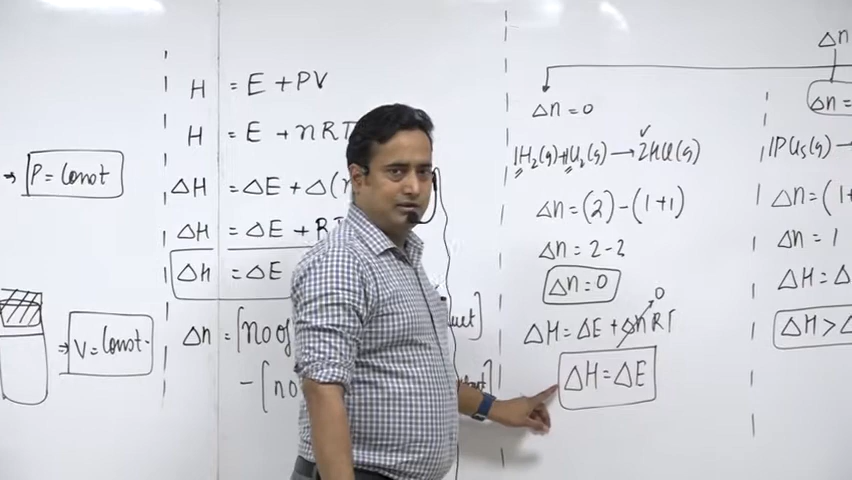 → P = Const
→ V = Const.
H = E + PV
H = E + nRT
ΔH = ΔE + Δ(n
ΔH = ΔE + RT
ΔH = ΔE
Δn = [no of
uct]
- [no
Δn = 0
1H₂(g) + 1Cl₂(g) → 2HCl(g)
Δn = (2) - (1+1)
Δn = 2 - 2
Δn = 0
ΔH = ΔE + ΔnRT
0
ΔH = ΔE
Δn
Δn =
1PCl₅(g) →
Δn = (1+
Δn = 1
ΔH = Δ
ΔH > Δ